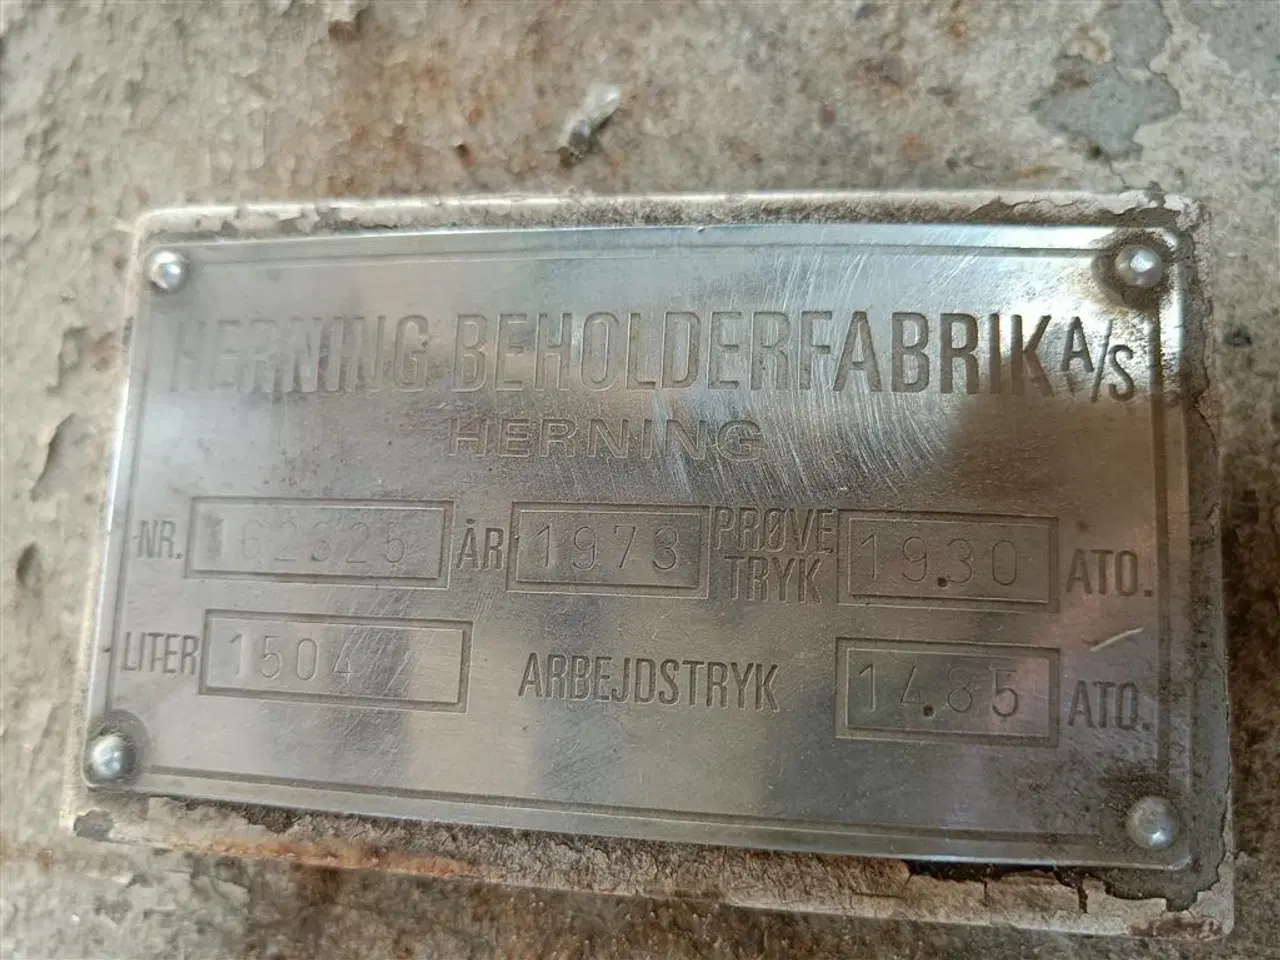 HERNING BEHOLDERFABRIK A/S
HERNING
NR. 162325 ÅR 1973 PRØVE TRYK 19.30 ATO.
LITER 1504 ARBEJDSTRYK 14.85 ATO.